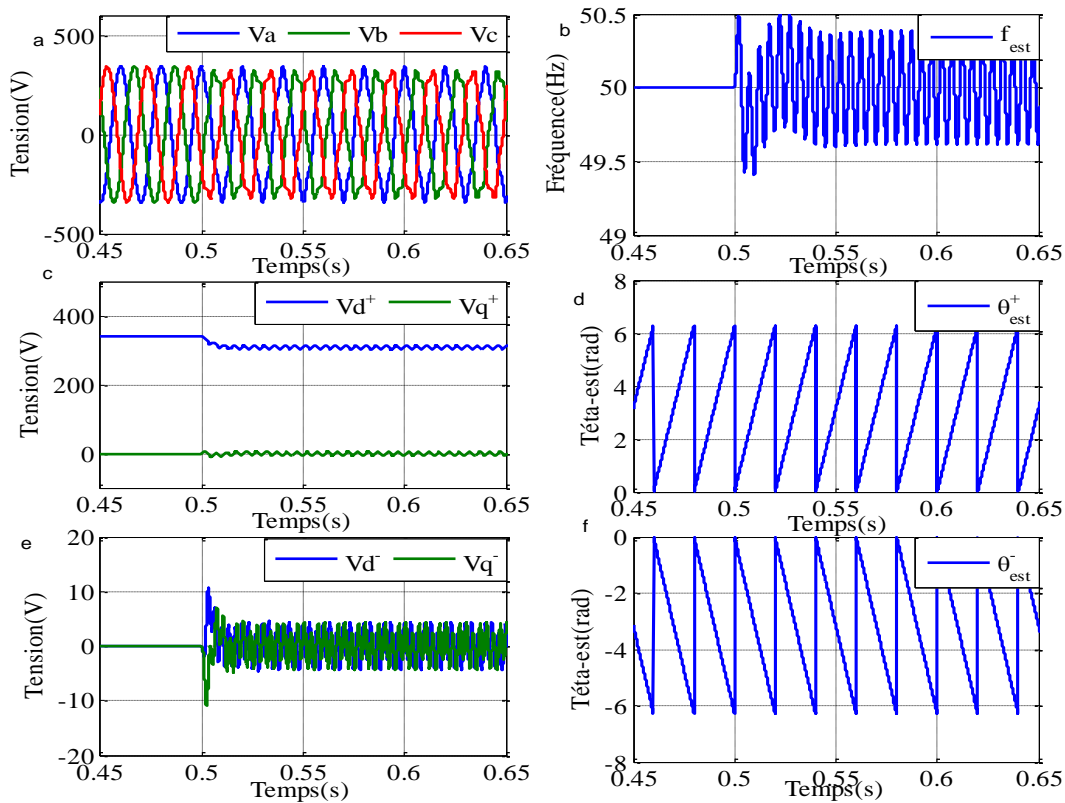 a
Va Vb Vc
500
0
-500
Tension(V)
0.45 0.5 0.55 0.6 0.65
Temps(s)
b
f est
50.5
50
49.5
49
Fréquence(Hz)
0.45 0.5 0.55 0.6 0.65
Temps(s)
c
Vd+ Vq+
400
200
0
Tension(V)
0.45 0.5 0.55 0.6 0.65
Temps(s)
d
θ+est
8
6
4
2
0
Téta-est(rad)
0.45 0.5 0.55 0.6 0.65
Temps(s)
e
Vd- Vq-
20
10
0
-10
-20
Tension(V)
0.45 0.5 0.55 0.6 0.65
Temps(s)
f
θ-est
0
-2
-4
-6
-8
Téta-est(rad)
0.45 0.5 0.55 0.6 0.65
Temps(s)